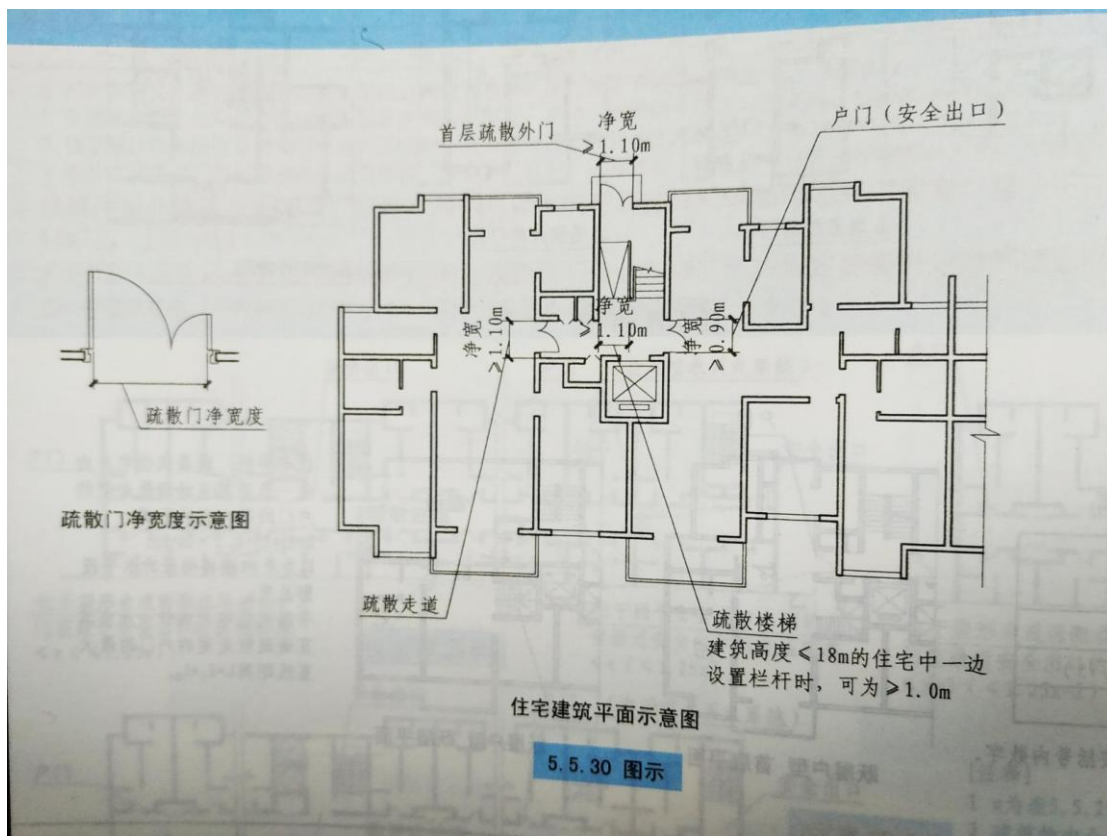 首层疏散外门
净宽
≥1.10m
户门（安全出口）
净宽
≥1.10m
净宽
≥1.10m
净宽
≥0.90m
疏散门净宽度
疏散门净宽度示意图
疏散走道
疏散楼梯
建筑高度≤18m的住宅中一边
设置栏杆时，可为≥1.0m
住宅建筑平面示意图
5.5.30 图示